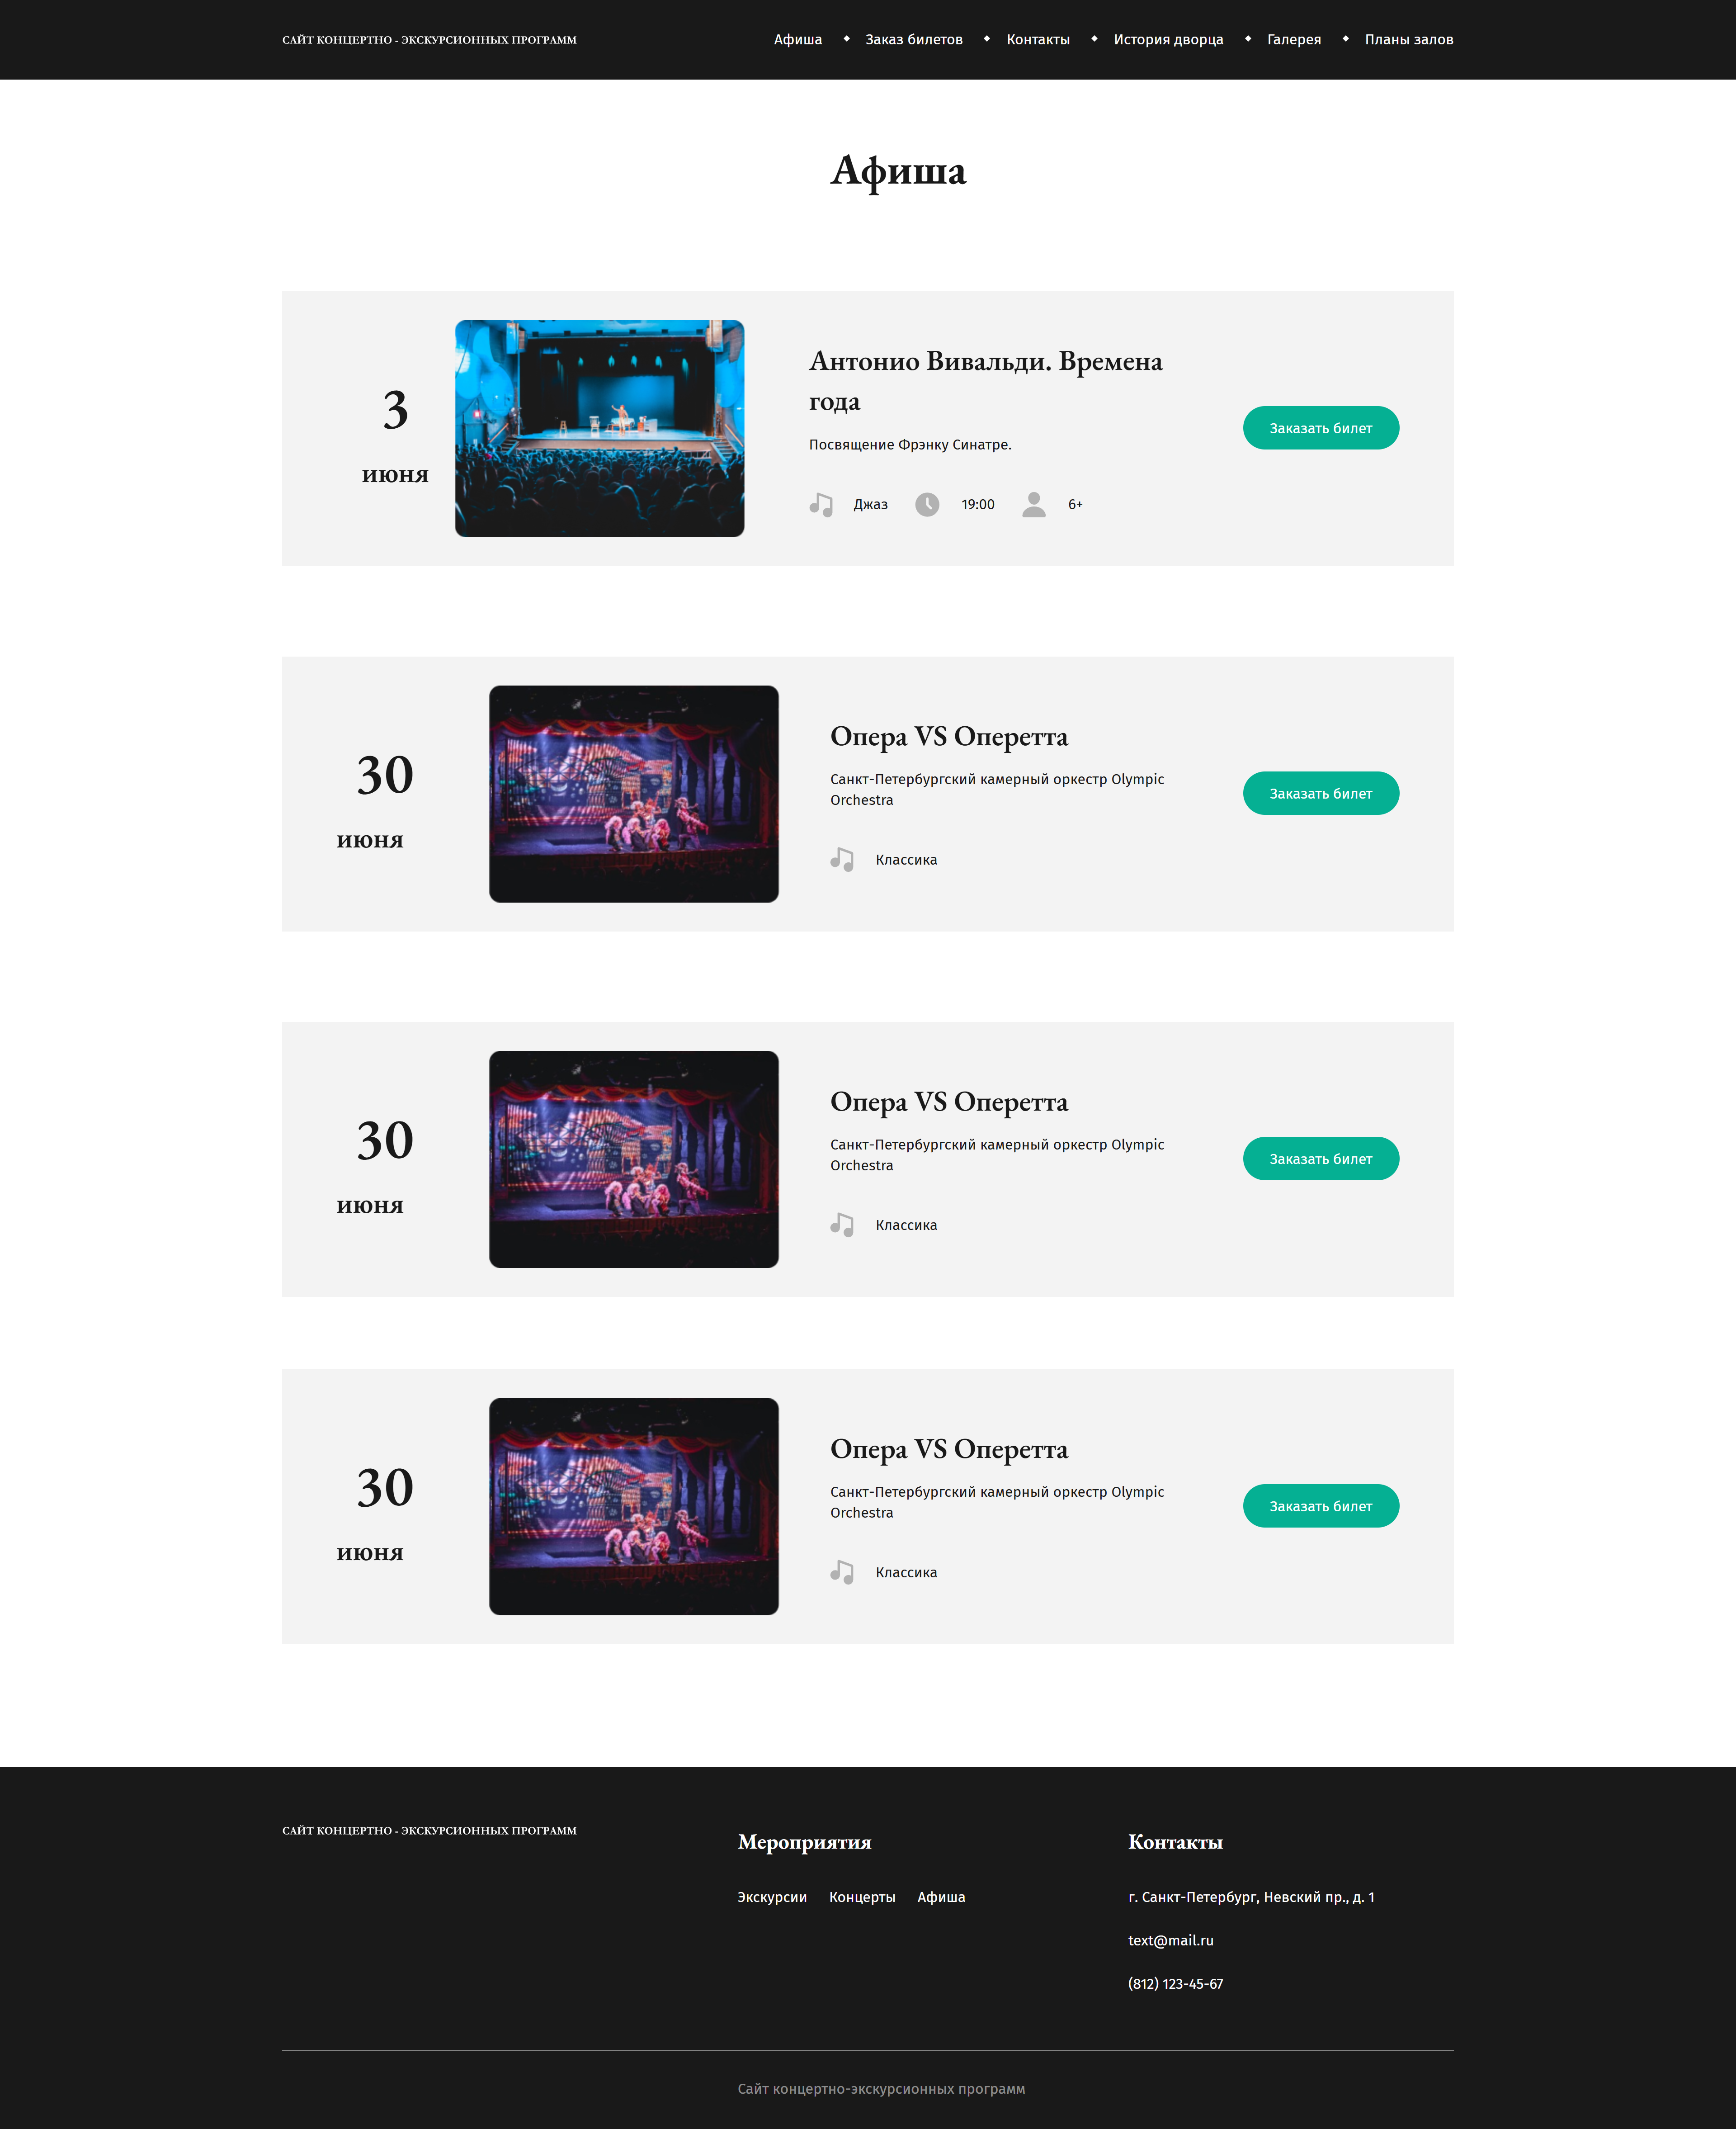 САЙТ КОНЦЕРТНО - ЭКСКУРСИОННЫХ ПРОГРАММ
Афиша Заказ билетов Контакты История дворца Галерея Планы залов
Афиша
3
июня
Антонио Вивальди. Времена
года
Посвящение Фрэнку Синатре.
Джаз 19:00 6+
Заказать билет
30
июня
Опера VS Оперетта
Санкт-Петербургский камерный оркестр Olympic
Orchestra
Классика
Заказать билет
30
июня
Опера VS Оперетта
Санкт-Петербургский камерный оркестр Olympic
Orchestra
Классика
Заказать билет
30
июня
Опера VS Оперетта
Санкт-Петербургский камерный оркестр Olympic
Orchestra
Классика
Заказать билет
САЙТ КОНЦЕРТНО - ЭКСКУРСИОННЫХ ПРОГРАММ
Мероприятия
Экскурсии Концерты Афиша
Контакты
г. Санкт-Петербург, Невский пр., д. 1
text@mail.ru
(812) 123-45-67
Сайт концертно-экскурсионных программ